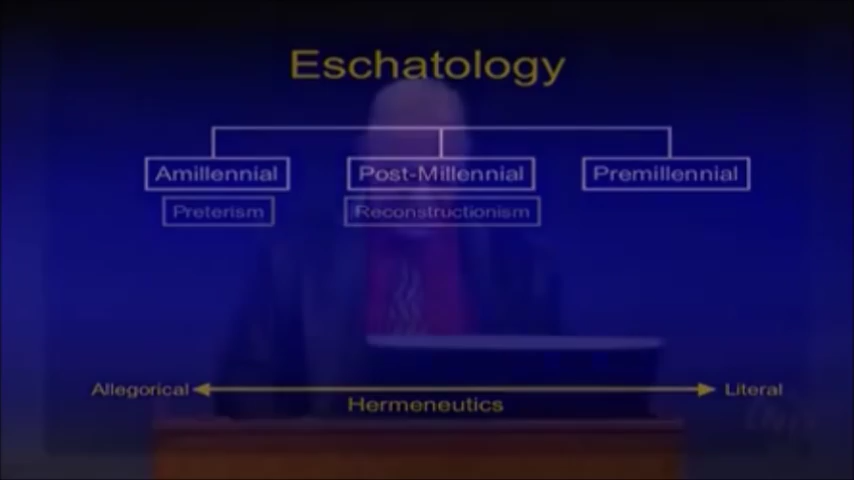 Eschatology
Amillennial Post-Millennial Premillennial
Preterism Reconstructionism
Allegorical Literal
Hermeneutics